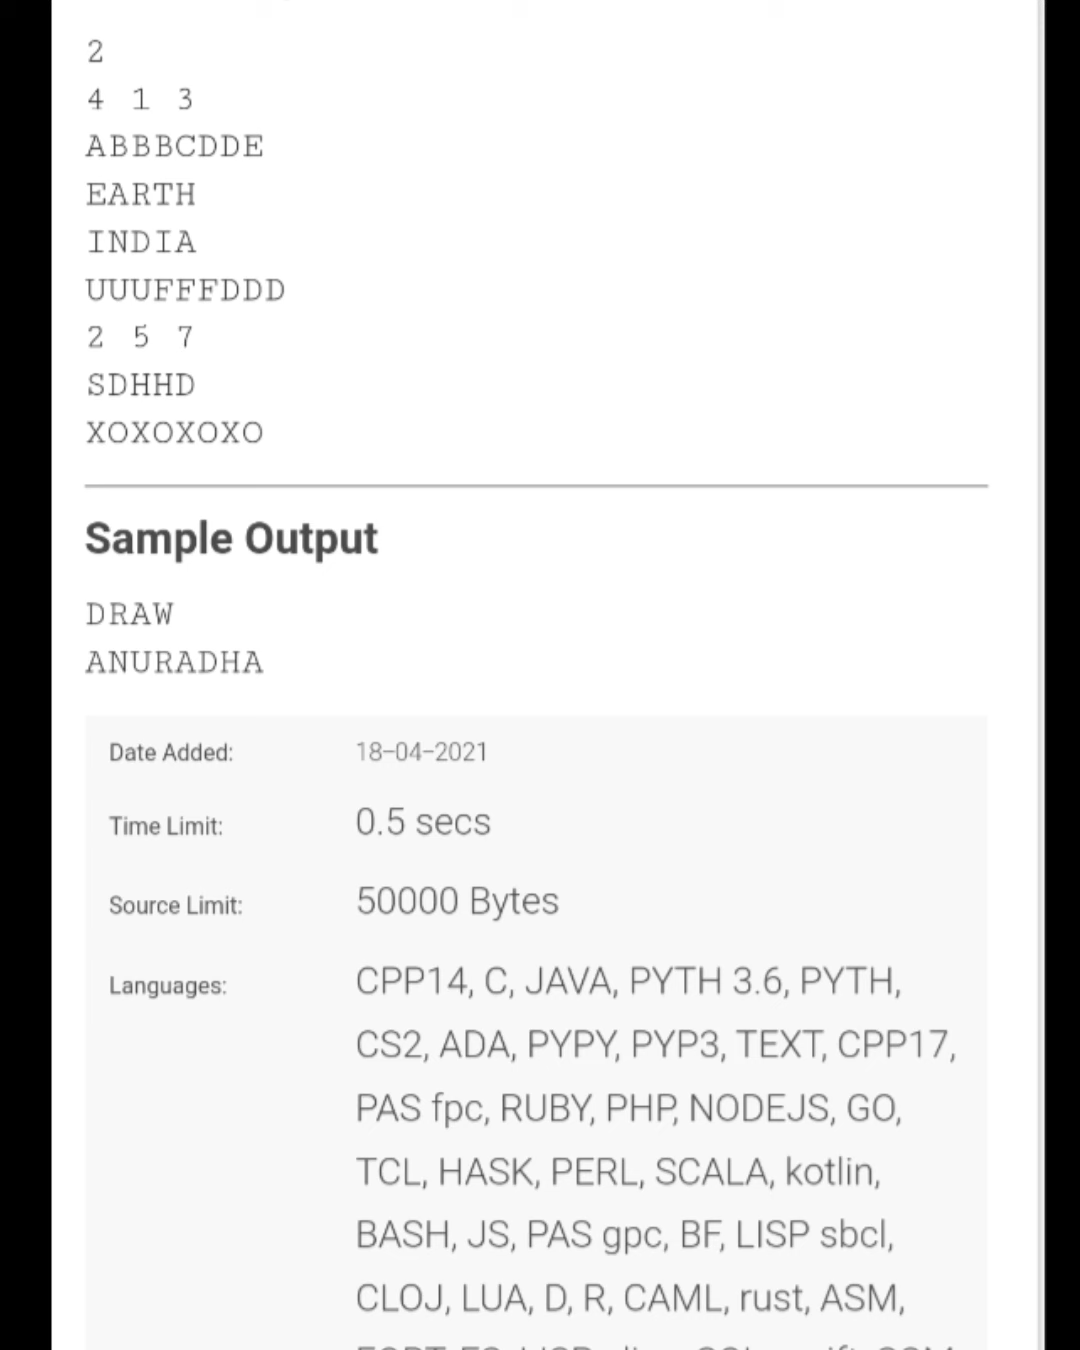 2
4 1 3
ABBBCDDE
EARTH
INDIA
UUUFFFDDD
2 5 7
SDHHD
XOXOXOXO
Sample Output
DRAW
ANURADHA
Date Added: 18-04-2021
Time Limit: 0.5 secs
Source Limit: 50000 Bytes
Languages: CPP14, C, JAVA, PYTH 3.6, PYTH,
CS2, ADA, PYPY, PYP3, TEXT, CPP17,
PAS fpc, RUBY, PHP, NODEJS, GO,
TCL, HASK, PERL, SCALA, kotlin,
BASH, JS, PAS gpc, BF, LISP sbcl,
CLOJ, LUA, D, R, CAML, rust, ASM,